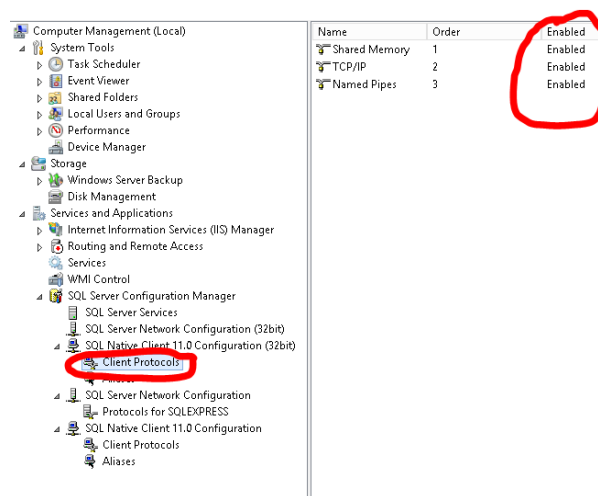 Computer Management (Local)
System Tools
Task Scheduler
Event Viewer
Shared Folders
Local Users and Groups
Performance
Device Manager
Storage
Windows Server Backup
Disk Management
Services and Applications
Internet Information Services (IIS) Manager
Routing and Remote Access
Services
WMI Control
SQL Server Configuration Manager
SQL Server Services
SQL Server Network Configuration (32bit)
SQL Native Client 11.0 Configuration (32bit)
Client Protocols
Aliases
SQL Server Network Configuration
Protocols for SQLEXPRESS
SQL Native Client 11.0 Configuration
Client Protocols
Aliases
Name Order Enabled
Shared Memory 1 Enabled
TCP/IP 2 Enabled
Named Pipes 3 Enabled